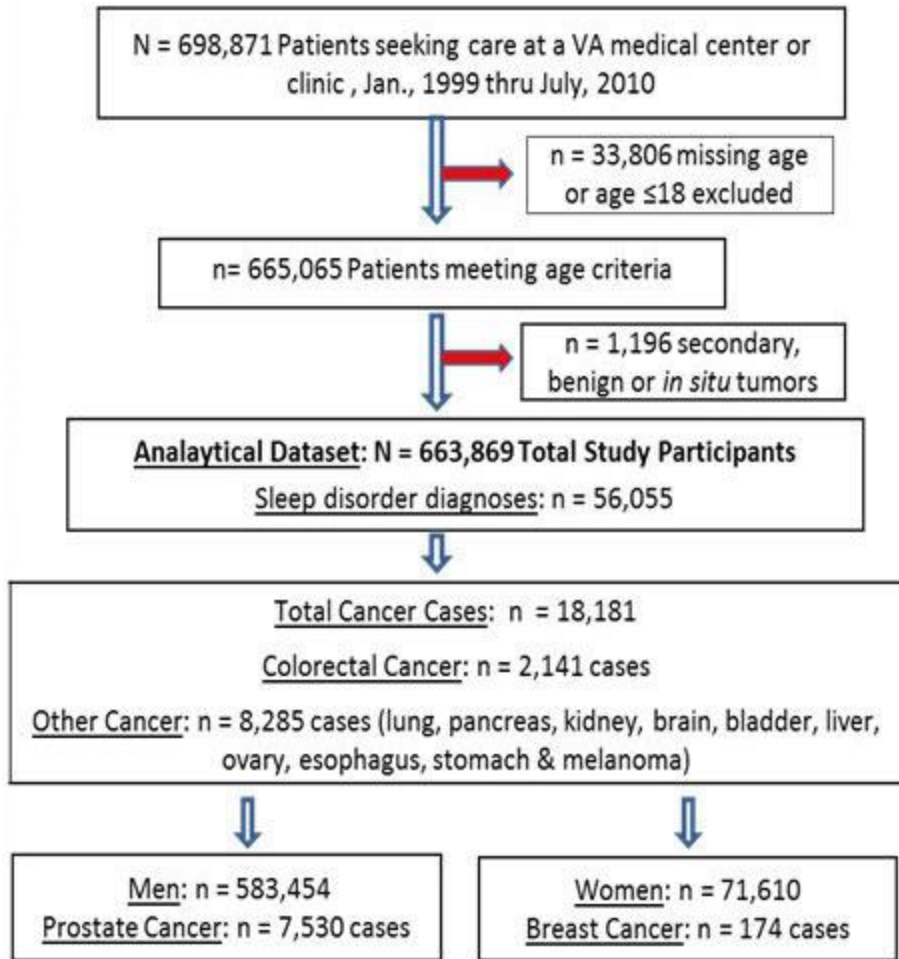 N = 698,871 Patients seeking care at a VA medical center or
clinic , Jan., 1999 thru July, 2010
n = 33,806 missing age
or age ≤18 excluded
n= 665,065 Patients meeting age criteria
n = 1,196 secondary,
benign or in situ tumors
Analaytical Dataset: N = 663,869 Total Study Participants
Sleep disorder diagnoses: n = 56,055
Total Cancer Cases: n = 18,181
Colorectal Cancer: n = 2,141 cases
Other Cancer: n = 8,285 cases (lung, pancreas, kidney, brain, bladder, liver,
ovary, esophagus, stomach & melanoma)
Men: n = 583,454
Prostate Cancer: n = 7,530 cases
Women: n = 71,610
Breast Cancer: n = 174 cases